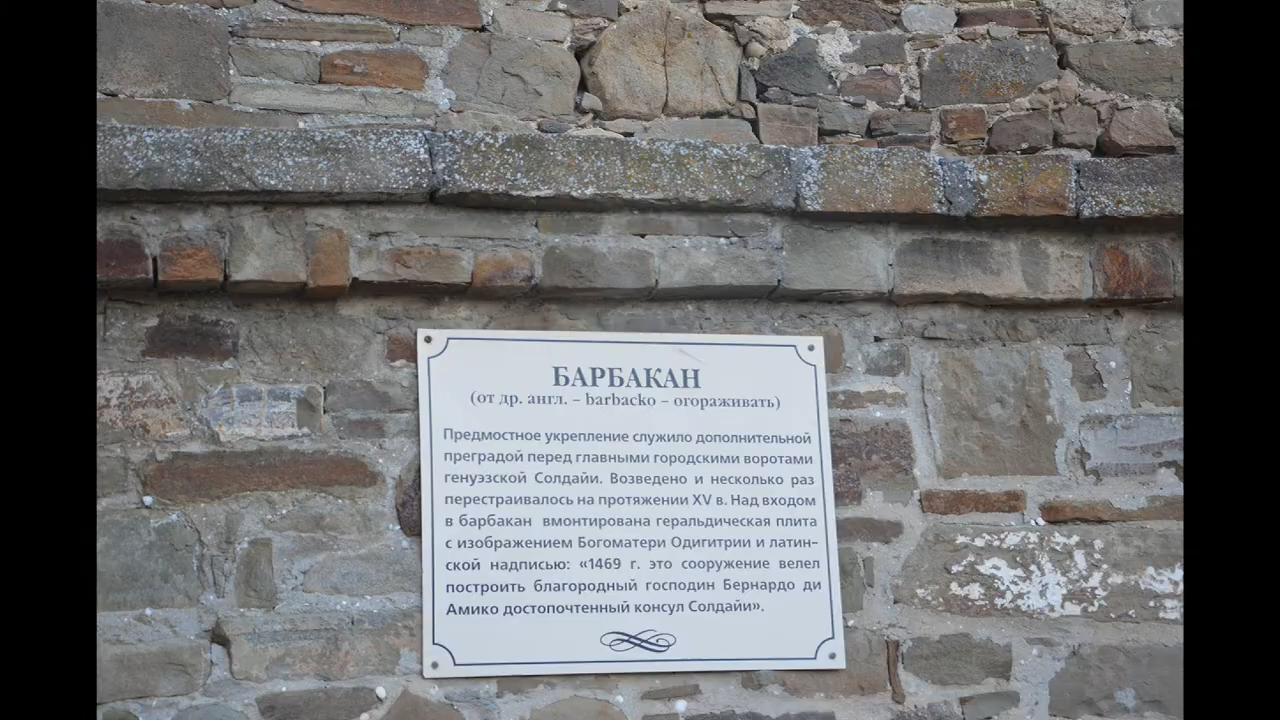 БАРБАКАН
(от др. англ. – barbacko – огораживать)
Предмостное укрепление служило дополнительной
преградой перед главными городскими воротами
генуэзской Солдайи. Возведено и несколько раз
перестраивалось на протяжении XV в. Над входом
в барбакан вмонтирована геральдическая плита
с изображением Богоматери Одигитрии и латин-
ской надписью: «1469 г. это сооружение велел
построить благородный господин Бернардо ди
Амико достопочтенный консул Солдайи».